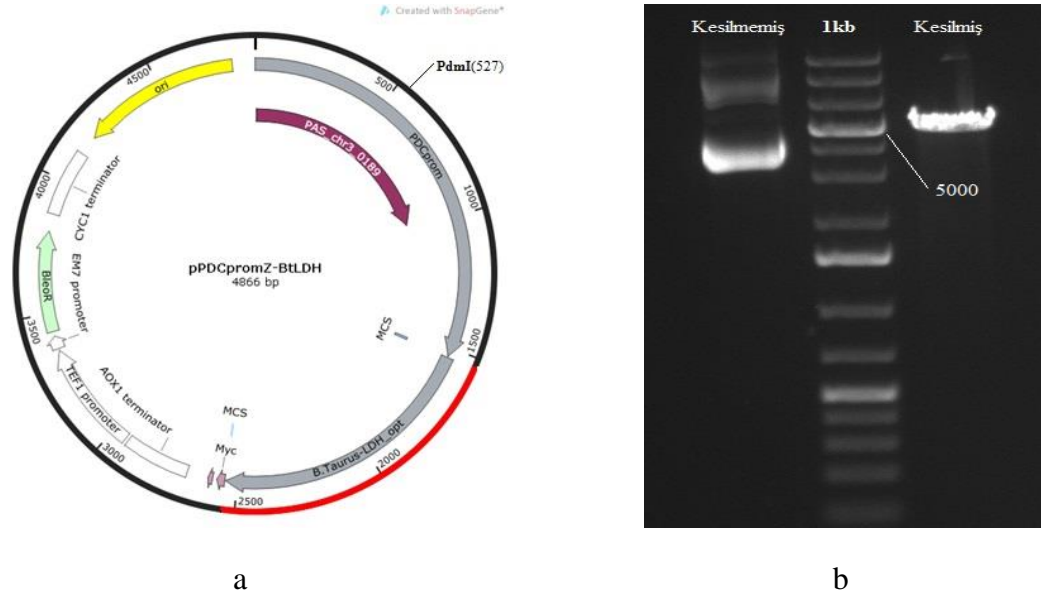 Created with SnapGene®
PdmI(527)
500
1000
1500
2000
2500
3000
3500
4000
4500
ori
PDCprom
PAS_chr3_0189
CYC1 terminator
BleoR
EM7 promoter
TEF1 promoter
AOX1 terminator
MCS
MCS
Myc
B.Taurus-LDH_opt
pPDCpromZ-BtLDH
4866 bp
a
Kesilmemiş
1kb
Kesilmiş
5000
b